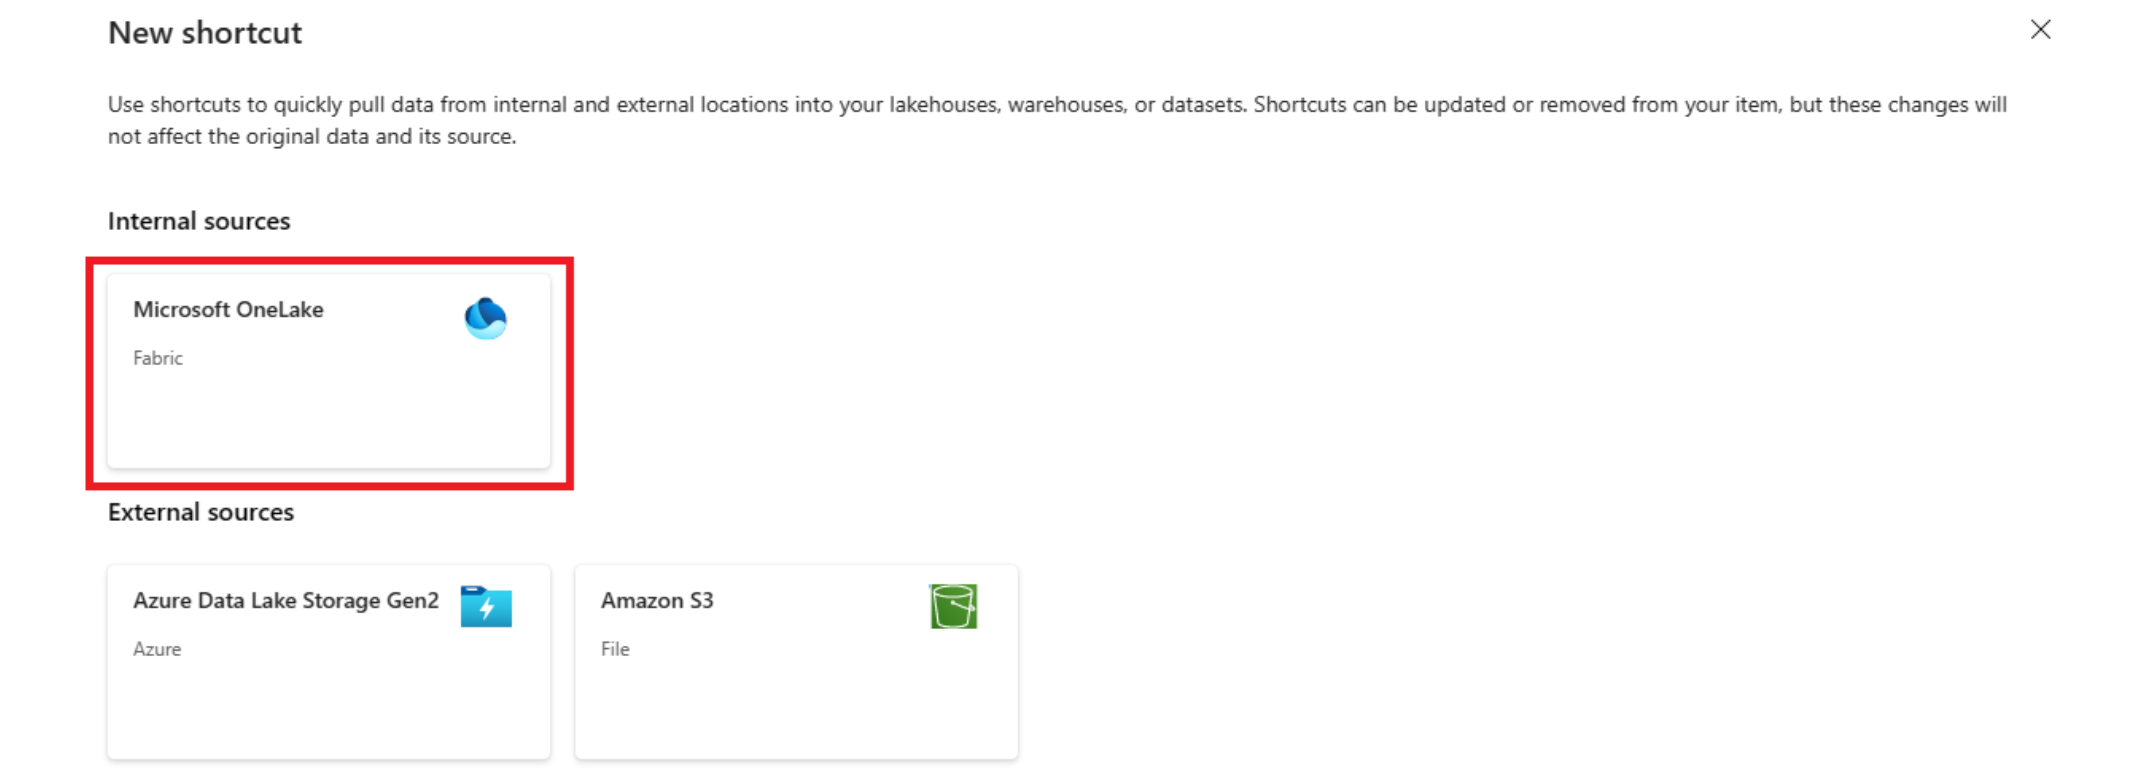 New shortcut
Use shortcuts to quickly pull data from internal and external locations into your lakehouses, warehouses, or datasets. Shortcuts can be updated or removed from your item, but these changes will
not affect the original data and its source.
Internal sources
Microsoft OneLake
Fabric
External sources
Azure Data Lake Storage Gen2
Azure
Amazon S3
File